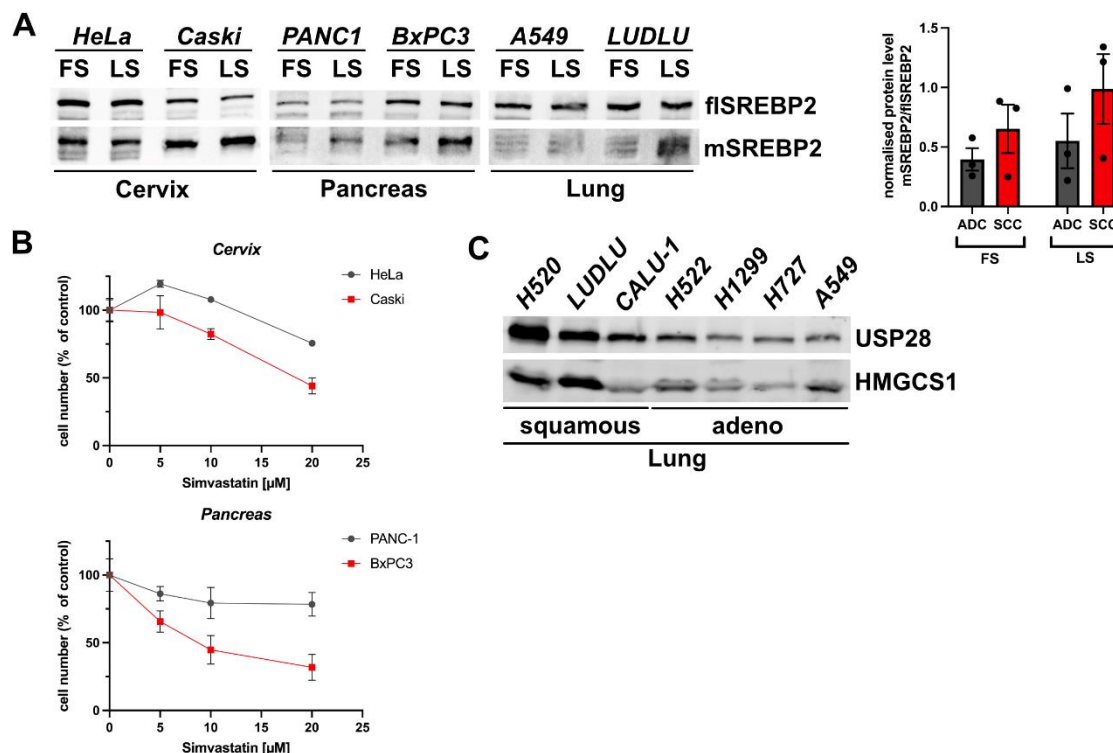 A
HeLa Caski PANC1 BxPC3 A549 LUDLU
FS LS FS LS FS LS FS LS FS LS FS LS
flSREBP2
mSREBP2
Cervix Pancreas Lung
normalised protein level
mSREBP2/flSREBP2
1.5
1.0
0.5
0.0
ADC SCC ADC SCC
FS LS
B
Cervix
HeLa
Caski
cell number (% of control)
100
50
0
0 5 10 15 20 25
Simvastatin [µM]
Pancreas
PANC-1
BxPC3
cell number (% of control)
100
50
0
0 5 10 15 20 25
Simvastatin [µM]
C
H520 LUDLU CALU-1 H522 H1299 H727 A549
USP28
HMGCS1
squamous adeno
Lung